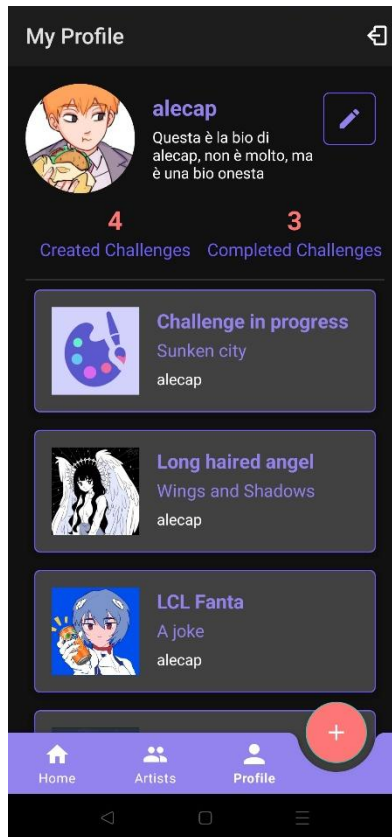 My Profile
alecap
Questa è la bio di
alecap, non è molto, ma
è una bio onesta
4
3
Created Challenges
Completed Challenges
Challenge in progress
Sunken city
alecap
Long haired angel
Wings and Shadows
alecap
LCL Fanta
A joke
alecap
+
Home
Artists
Profile